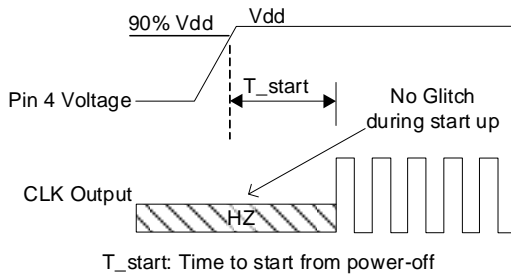 90% Vdd
Vdd
T_start
Pin 4 Voltage
No Glitch
during start up
CLK Output
HZ
T_start: Time to start from power-off